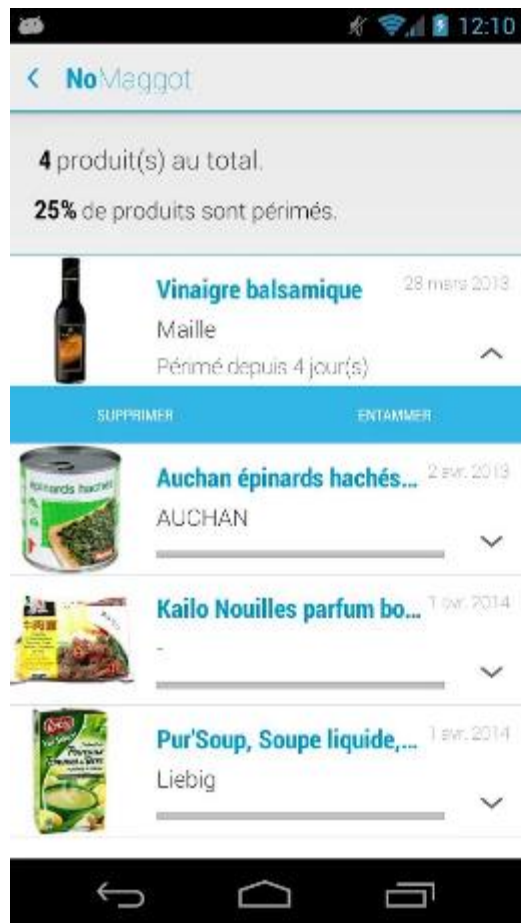 12:10
NoMaggot
4 produit(s) au total.
25% de produits sont périmés.
Vinaigre balsamique
28 mars 2013
Maille
Périmé depuis 4 jour(s)
SUPPRIMER
ENTAMMER
épinards hachés
Auchan épinards hachés...
2 avr. 2013
AUCHAN
Kailo Nouilles parfum bo...
1 avr. 2014
-
Pur'Soup, Soupe liquide,...
1 avr. 2014
Liebig